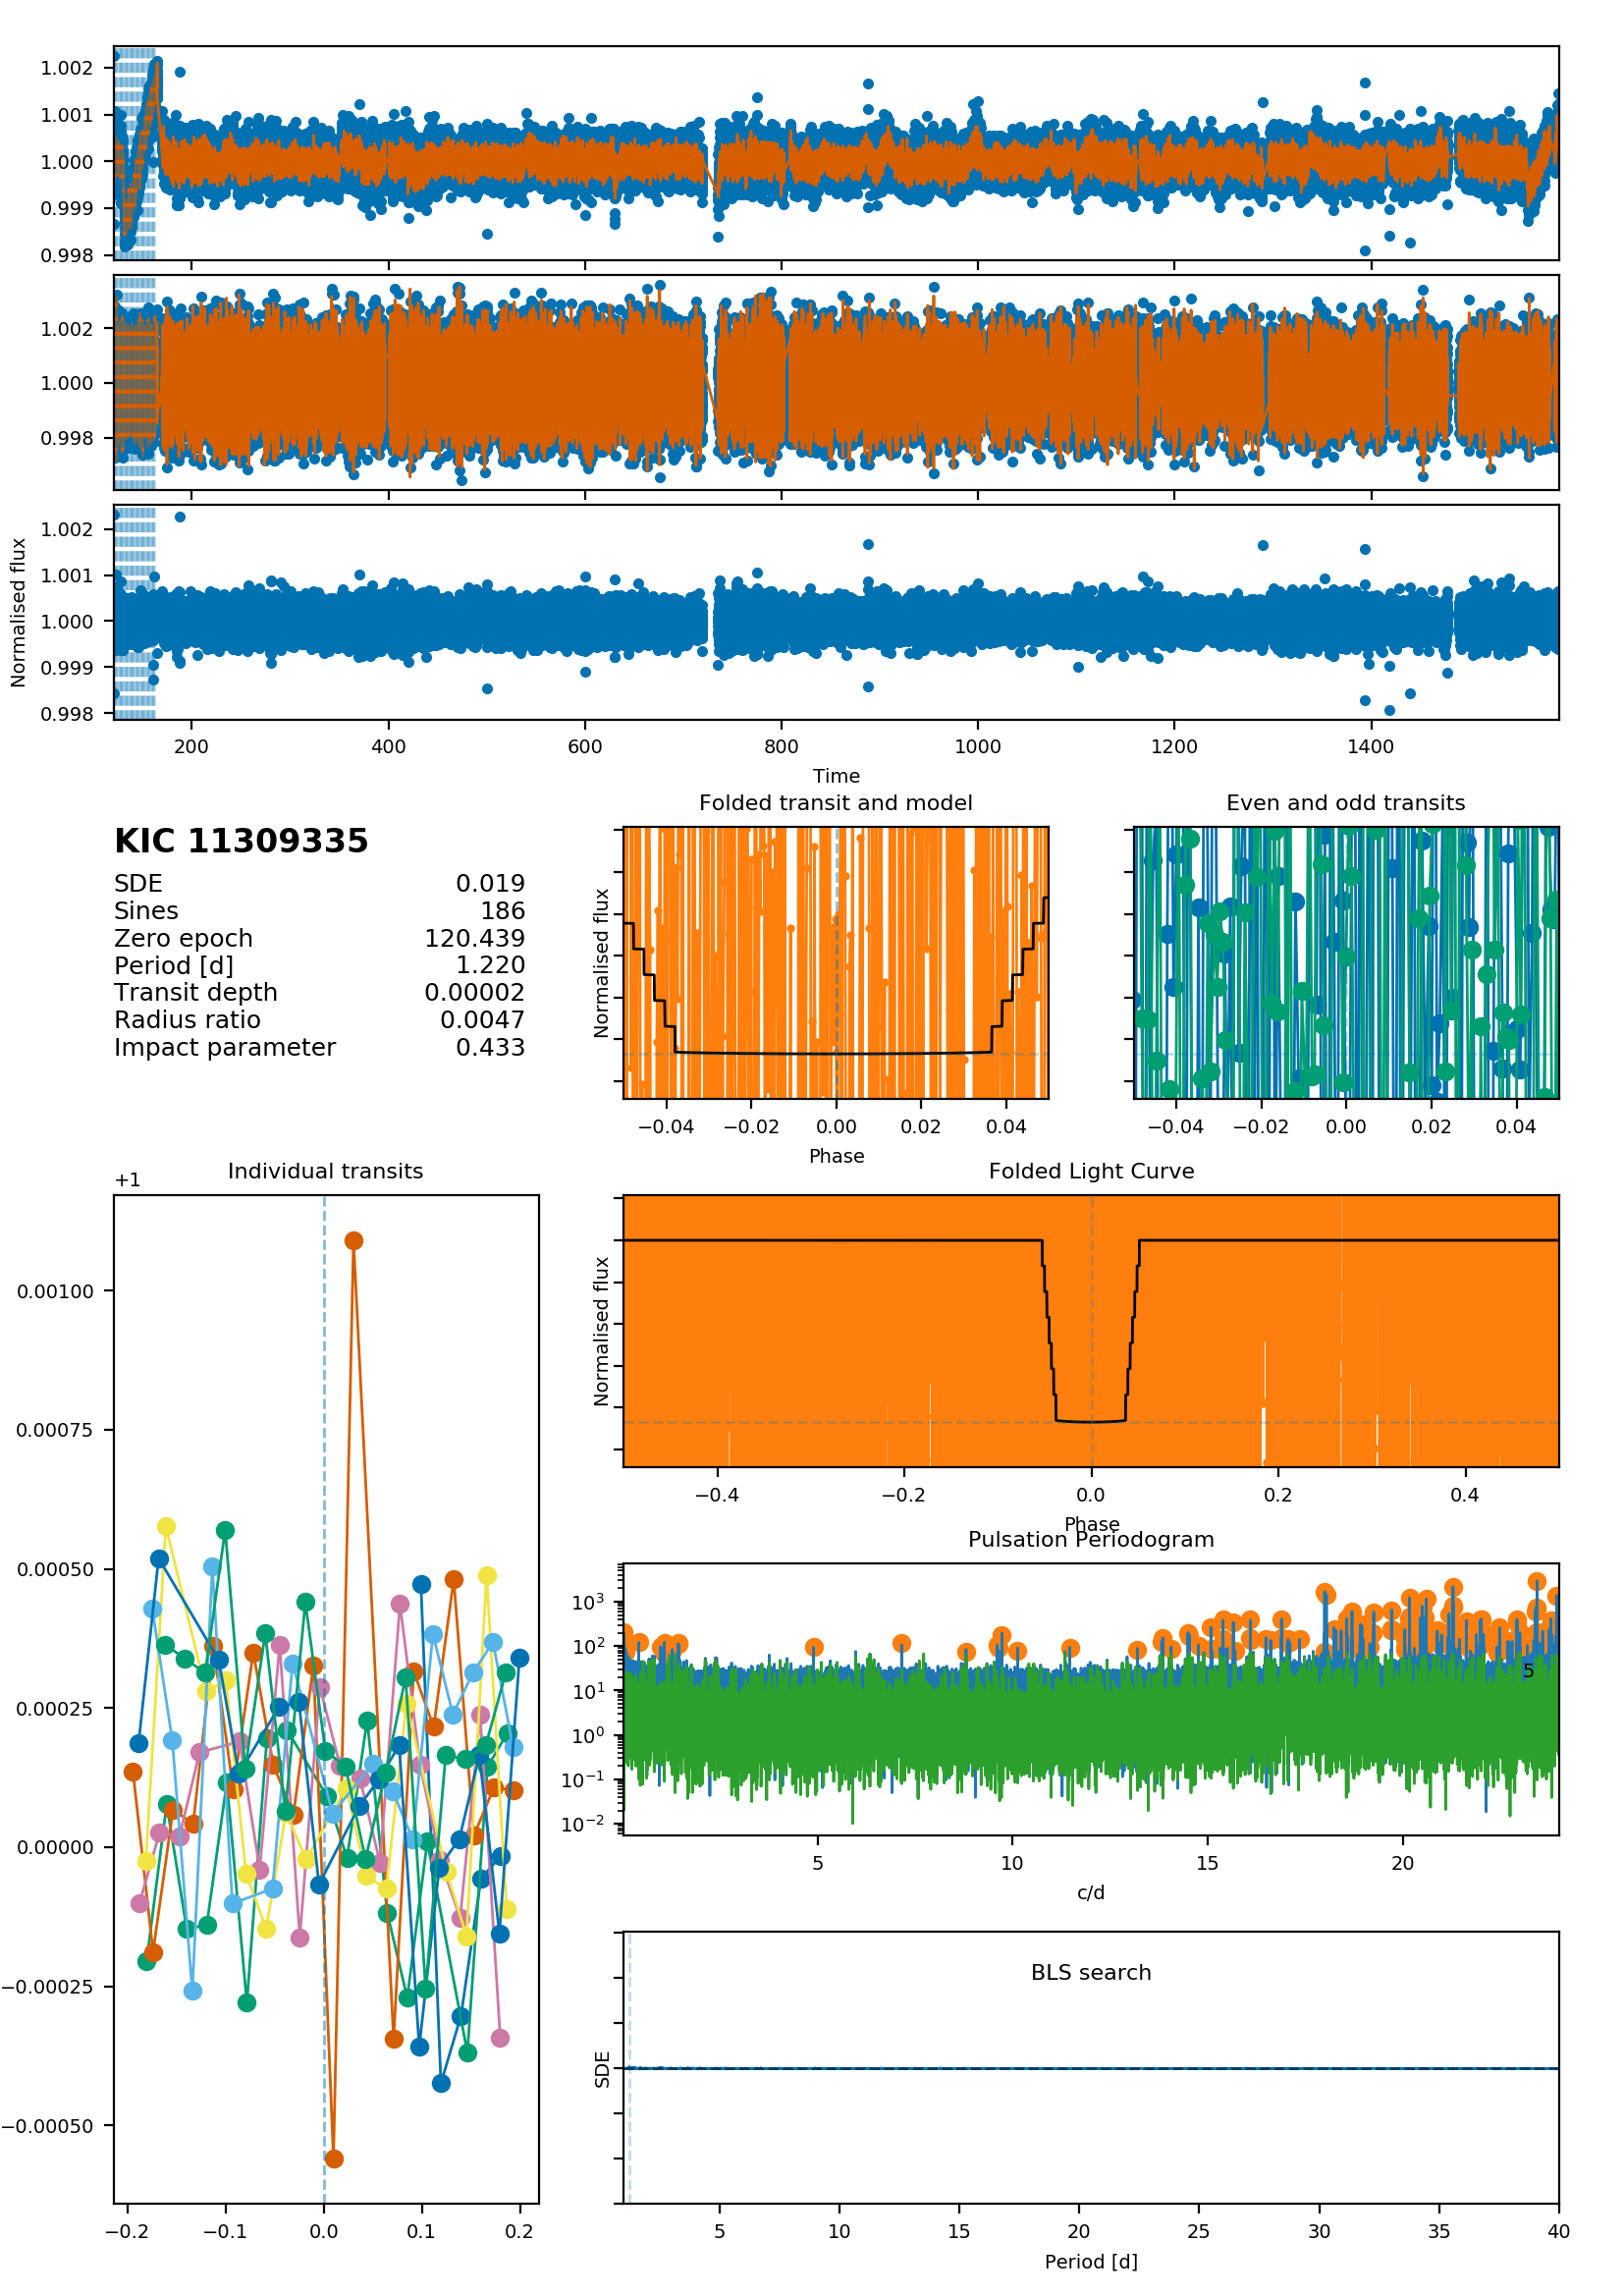 1.002
1.001
1.000
0.999
0.998
1.002
1.000
0.998
1.002
1.001
1.000
0.999
0.998
Normalised flux
200 400 600 800 1000 1200 1400
Time
KIC 11309335
SDE 0.019
Sines 186
Zero epoch 120.439
Period [d] 1.220
Transit depth 0.00002
Radius ratio 0.0047
Impact parameter 0.433
Folded transit and model
Normalised flux
−0.04 −0.02 0.00 0.02 0.04
Phase
Even and odd transits
−0.04 −0.02 0.00 0.02 0.04
Individual transits
+1
0.00100
0.00075
0.00050
0.00025
0.00000
−0.00025
−0.00050
−0.2 −0.1 0.0 0.1 0.2
Folded Light Curve
Normalised flux
−0.4 −0.2 0.0 0.2 0.4
Phase
Pulsation Periodogram
10³
10²
10¹
10⁰
10⁻¹
10⁻²
5
5 10 15 20
c/d
BLS search
SDE
5 10 15 20 25 30 35 40
Period [d]